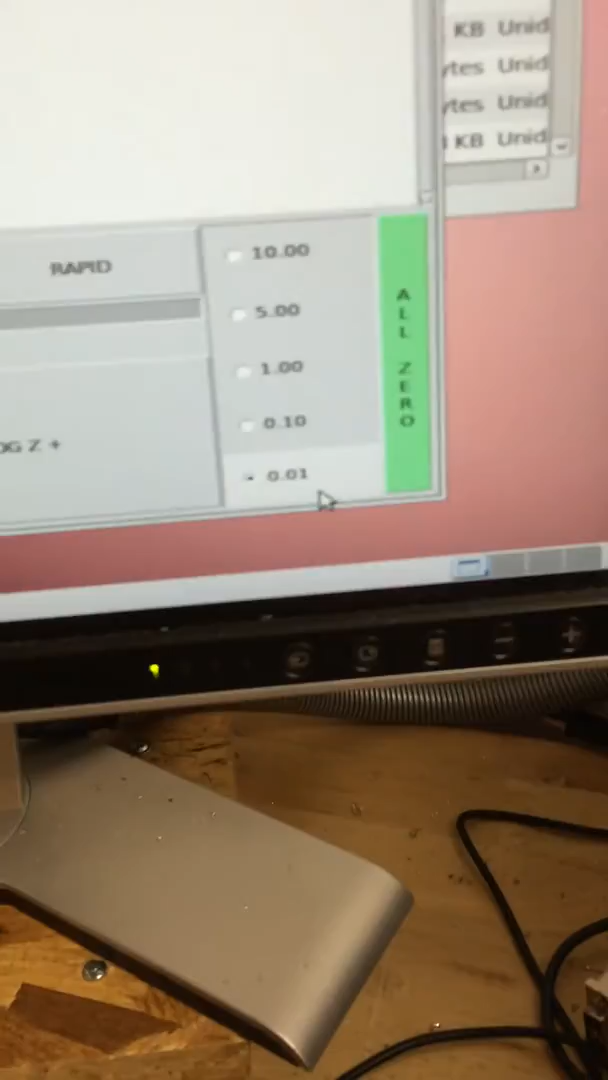 KB Unid
ytes Unid
ytes Unid
KB Unid
RAPID
10.00
5.00
1.00
0.10
0.01
OG Z +
ALL ZERO